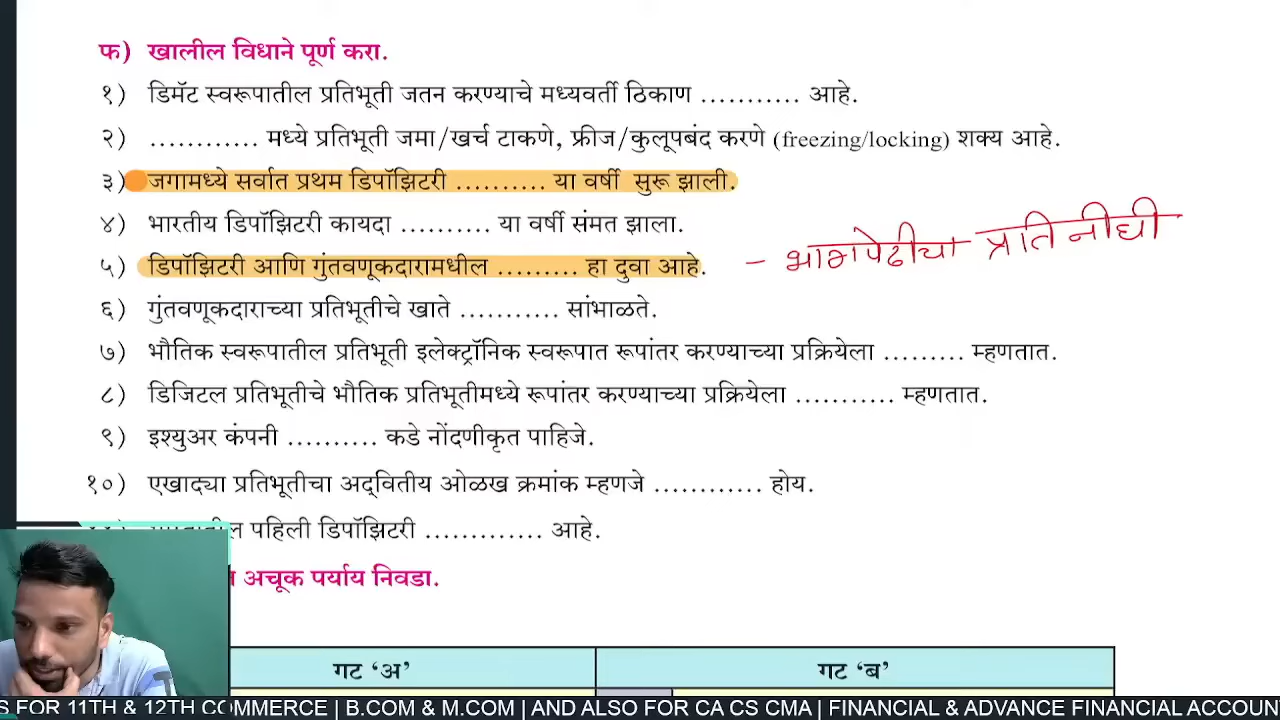 फ) खालील विधाने पूर्ण करा.
१) डिमॅट स्वरूपातील प्रतिभूती जतन करण्याचे मध्यवर्ती ठिकाण ........... आहे.
२) ............ मध्ये प्रतिभूती जमा/खर्च टाकणे, फ्रीज/कुलूपबंद करणे (freezing/locking) शक्य आहे.
३) जगामध्ये सर्वात प्रथम डिपॉझिटरी .......... या वर्षी सुरू झाली.
४) भारतीय डिपॉझिटरी कायदा .......... या वर्षी संमत झाला.
५) डिपॉझिटरी आणि गुंतवणूकदारामधील ......... हा दुवा आहे. – भागपेढीचा प्रातिनीधी
६) गुंतवणूकदाराच्या प्रतिभूतीचे खाते ........... सांभाळते.
७) भौतिक स्वरूपातील प्रतिभूती इलेक्ट्रॉनिक स्वरूपात रूपांतर करण्याच्या प्रक्रियेला ......... म्हणतात.
८) डिजिटल प्रतिभूतीचे भौतिक प्रतिभूतीमध्ये रूपांतर करण्याच्या प्रक्रियेला ........... म्हणतात.
९) इश्युअर कंपनी .......... कडे नोंदणीकृत पाहिजे.
१०) एखाद्या प्रतिभूतीचा अद्‌वितीय ओळख क्रमांक म्हणजे ............ होय.
पहिली डिपॉझिटरी ............. आहे.
अचूक पर्याय निवडा.
गट ‘अ’ गट ‘ब’
S FOR 11TH & 12TH COMMERCE | B.COM & M.COM | AND ALSO FOR CA CS CMA | FINANCIAL & ADVANCE FINANCIAL ACCOUN